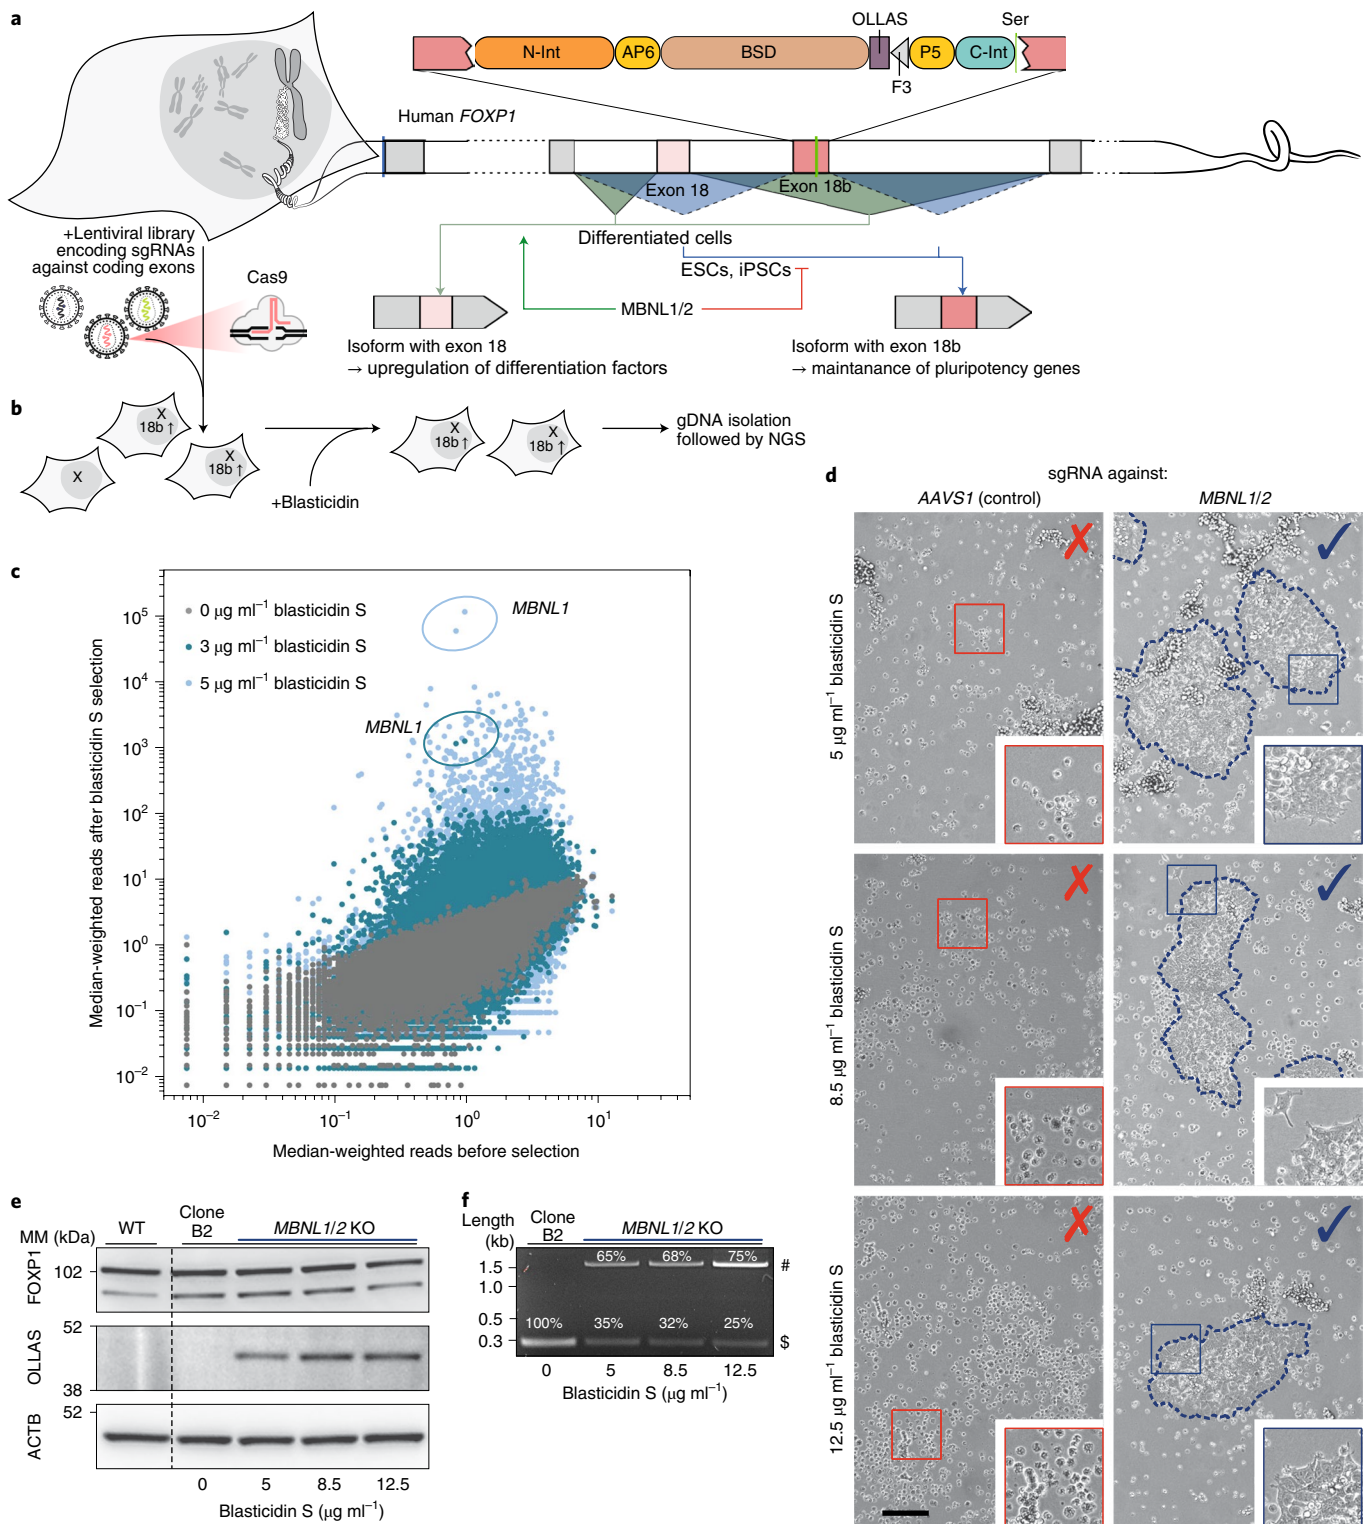 a
OLLAS
Ser
N-Int
AP6
BSD
P5
C-Int
F3
Human FOXP1
Exon 18
Exon 18b
+Lentiviral library
encoding sgRNAs
against coding exons
Cas9
Differentiated cells
ESCs, iPSCs
MBNL1/2
Isoform with exon 18
→ upregulation of differentiation factors
Isoform with exon 18b
→ maintanance of pluripotency genes
b
X
18b ↑
X
X
18b ↑
+Blasticidin
X
18b ↑
X
18b ↑
gDNA isolation
followed by NGS
c
Median-weighted reads after blasticidin S selection
10⁵
10⁴
10³
10²
10¹
10⁰
10⁻¹
10⁻²
0 µg ml⁻¹ blasticidin S
3 µg ml⁻¹ blasticidin S
5 µg ml⁻¹ blasticidin S
MBNL1
MBNL1
10⁻²
10⁻¹
10⁰
10¹
Median-weighted reads before selection
d
sgRNA against:
AAVS1 (control)
MBNL1/2
5 µg ml⁻¹ blasticidin S
8.5 µg ml⁻¹ blasticidin S
12.5 µg ml⁻¹ blasticidin S
e
MM (kDa)
WT
Clone
B2
MBNL1/2 KO
FOXP1
102
OLLAS
52
38
ACTB
52
0
5
8.5
12.5
Blasticidin S (µg ml⁻¹)
f
Length
(kb)
Clone
B2
MBNL1/2 KO
1.5
1.0
0.5
0.3
65%
68%
75%
#
100%
35%
32%
25%
$
0
5
8.5
12.5
Blasticidin S (µg ml⁻¹)